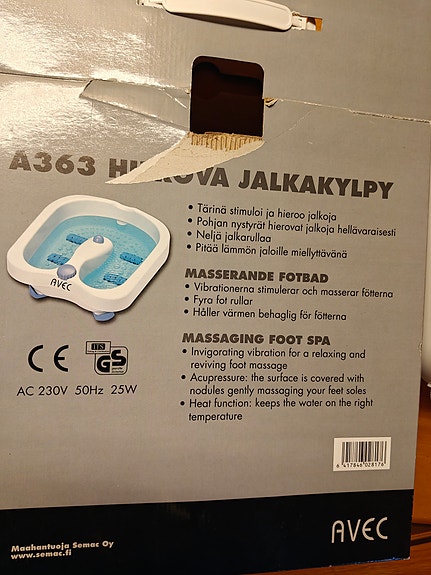 A363 HIEROVA JALKAKYLPY
• Tärinä stimuloi ja hieroo jalkoja
• Pohjan nystyrät hierovat jalkoja hellävaraisesti
• Neljä jalkarullaa
• Pitää lämmön jaloille miellyttävänä
AVEC
MASSERANDE FOTBAD
• Vibrationerna stimulerar och masserar fötterna
• Fyra fot rullar
• Håller värmen behaglig för fötterna
MASSAGING FOOT SPA
• Invigorating vibration for a relaxing and
reviving foot massage
• Acupressure: the surface is covered with
nodules gently massaging your feet soles
• Heat function: keeps the water on the right
temperature
CE
ITS
GS
AC 230V 50Hz 25W
6 417846 028176
Maahantuoja Semac Oy
www.semac.fi
AVEC